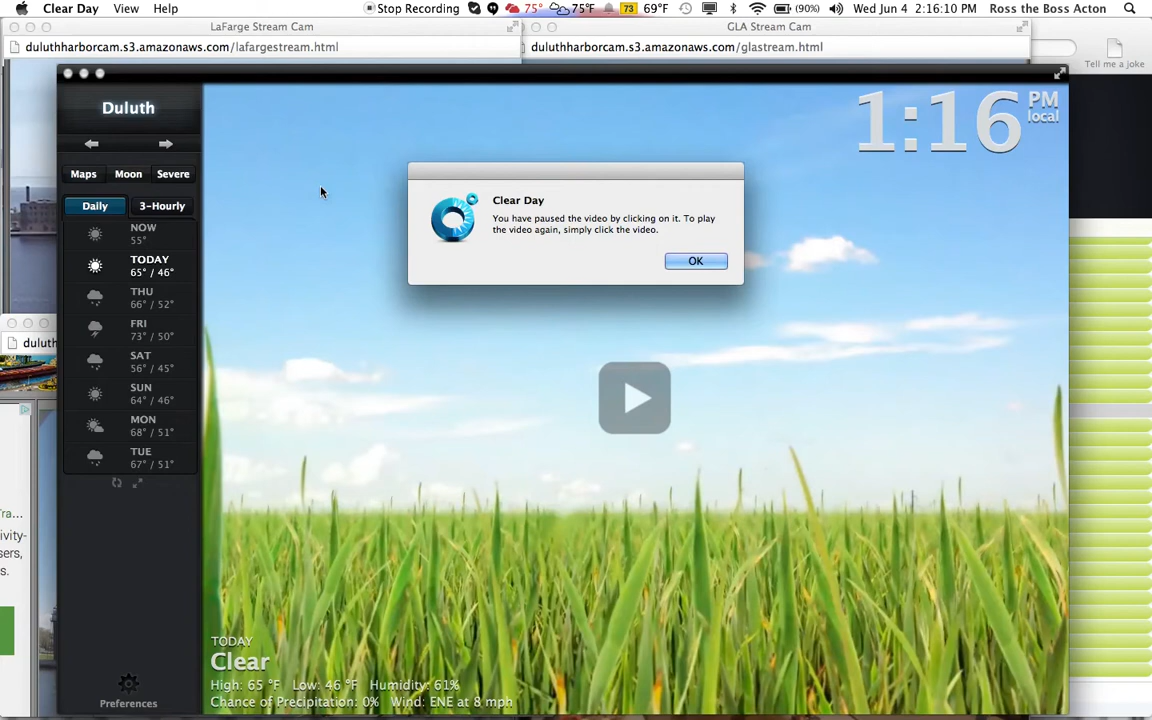 Clear Day View Help Stop Recording 75° 75°F 73 69°F (90%) Wed Jun 4 2:16:10 PM Ross the Boss Acton
LaFarge Stream Cam
GLA Stream Cam
duluthharborcam.s3.amazonaws.com/lafargestream.html
duluthharborcam.s3.amazonaws.com/glastream.html
Tell me a joke
Duluth
1:16 PM
local
Maps Moon Severe
Daily 3-Hourly
NOW
55°
TODAY
65° / 46°
THU
66° / 52°
FRI
73° / 50°
SAT
56° / 45°
SUN
64° / 46°
MON
68° / 51°
TUE
67° / 51°
Preferences
Clear Day
You have paused the video by clicking on it. To play
the video again, simply click the video.
OK
TODAY
Clear
High: 65 °F Low: 46 °F Humidity: 61%
Chance of Precipitation: 0% Wind: ENE at 8 mph
duluth
Tra...
ivity-
sers,
s.